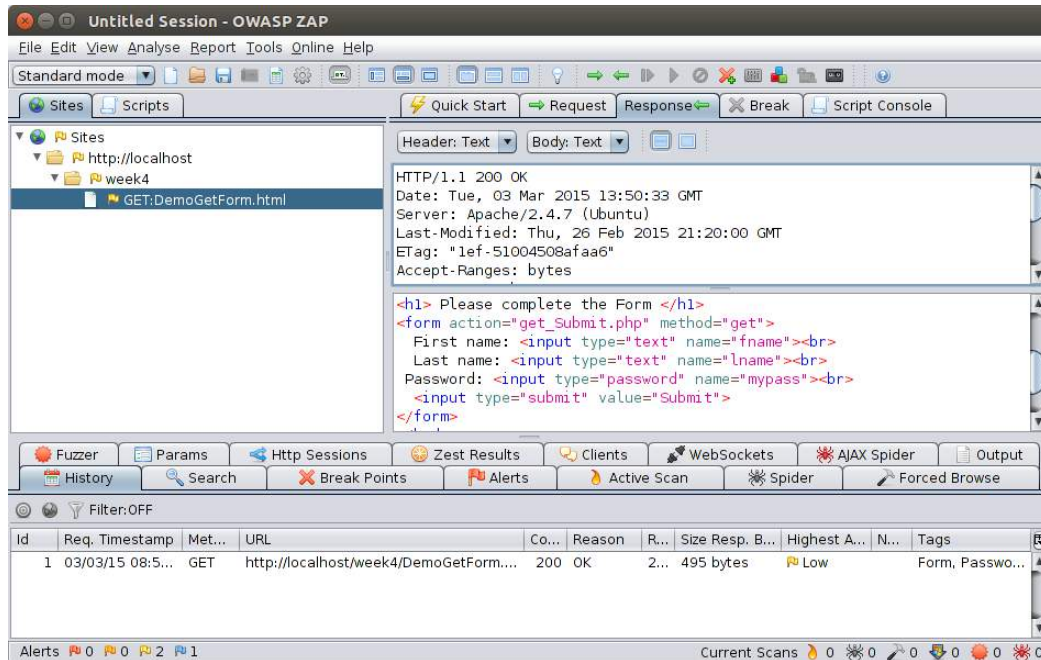 Untitled Session - OWASP ZAP
File Edit View Analyse Report Tools Online Help
Standard mode
Sites Scripts
Quick Start Request Response Break Script Console
Sites
http://localhost
week4
GET:DemoGetForm.html
Header: Text Body: Text
HTTP/1.1 200 OK
Date: Tue, 03 Mar 2015 13:50:33 GMT
Server: Apache/2.4.7 (Ubuntu)
Last-Modified: Thu, 26 Feb 2015 21:20:00 GMT
ETag: "1ef-51004508afaa6"
Accept-Ranges: bytes
<h1> Please complete the Form </h1>
<form action="get_Submit.php" method="get">
First name: <input type="text" name="fname"><br>
Last name: <input type="text" name="lname"><br>
Password: <input type="password" name="mypass"><br>
<input type="submit" value="Submit">
</form>
Fuzzer Params Http Sessions Zest Results Clients WebSockets AJAX Spider Output
History Search Break Points Alerts Active Scan Spider Forced Browse
Filter:OFF
Id Req. Timestamp Met... URL Co... Reason R... Size Resp. B... Highest A... N... Tags
1 03/03/15 08:5... GET http://localhost/week4/DemoGetForm.... 200 OK 2... 495 bytes Low Form, Passwo...
Alerts 0 0 2 1 Current Scans 0 0 0 0 0 0